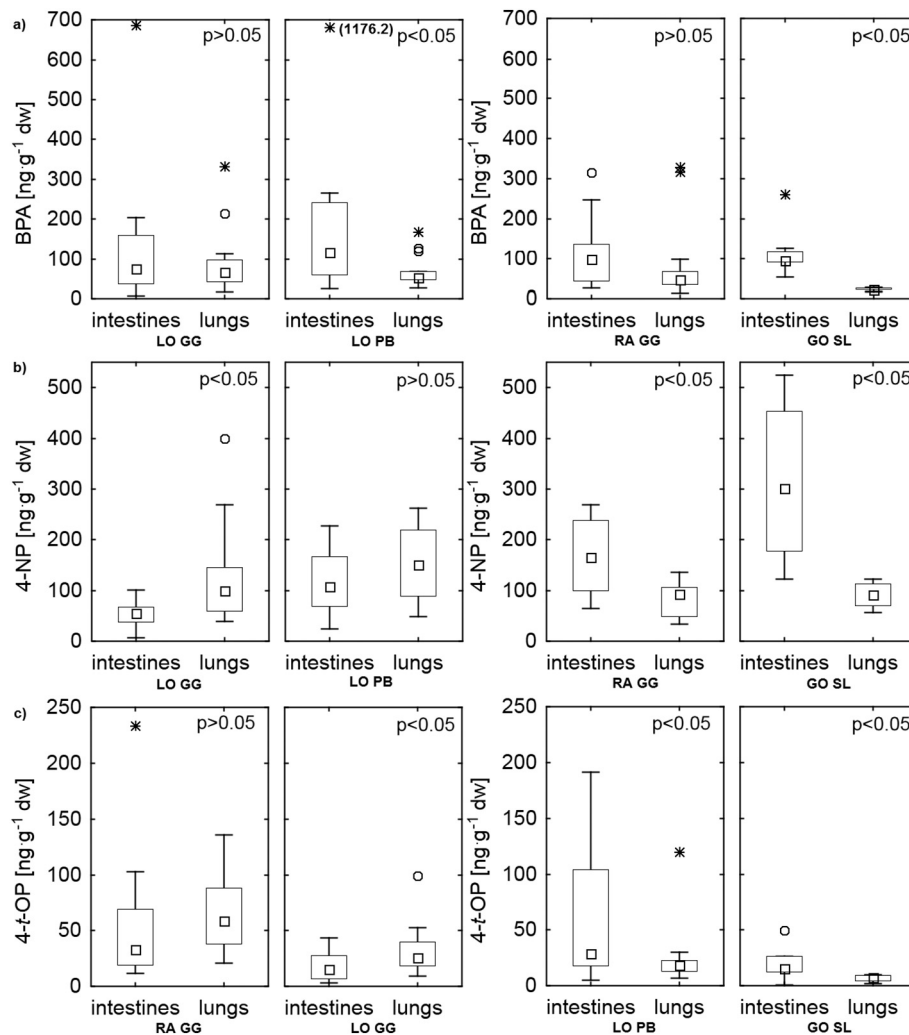 a)
BPA [ng·g⁻¹ dw]
700
600
500
400
300
200
100
0
p>0.05
intestines lungs
LO GG
(1176.2)
p<0.05
intestines lungs
LO PB
BPA [ng·g⁻¹ dw]
700
600
500
400
300
200
100
0
p>0.05
intestines lungs
RA GG
p<0.05
intestines lungs
GO SL
b)
4-NP [ng·g⁻¹ dw]
500
400
300
200
100
0
p<0.05
intestines lungs
LO GG
p>0.05
intestines lungs
LO PB
4-NP [ng·g⁻¹ dw]
500
400
300
200
100
0
p<0.05
intestines lungs
RA GG
p<0.05
intestines lungs
GO SL
c)
4-t-OP [ng·g⁻¹ dw]
250
200
150
100
50
0
p>0.05
intestines lungs
RA GG
p<0.05
intestines lungs
LO GG
4-t-OP [ng·g⁻¹ dw]
250
200
150
100
50
0
p<0.05
intestines lungs
LO PB
p<0.05
intestines lungs
GO SL